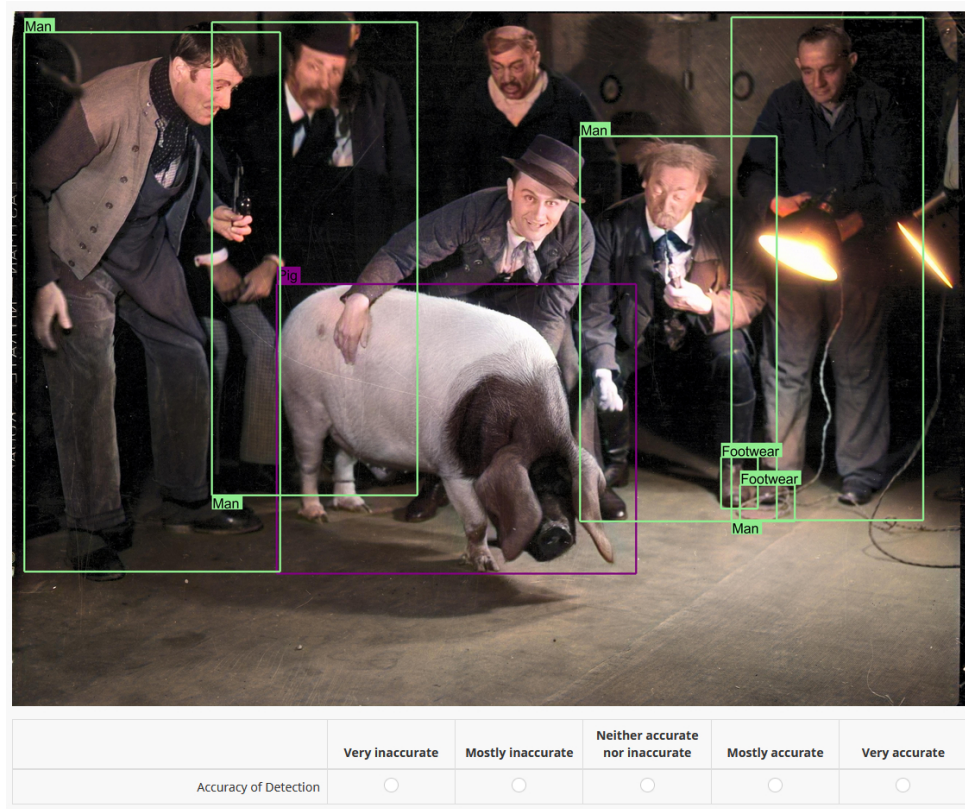 Man
Man
Pig
Footwear
Footwear
Man
Man
Very inaccurate
Mostly inaccurate
Neither accurate
nor inaccurate
Mostly accurate
Very accurate
Accuracy of Detection